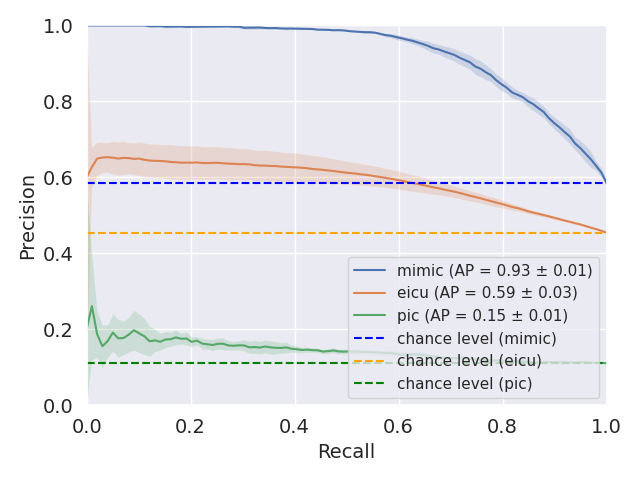 1.0
0.8
0.6
0.4
0.2
0.0
Precision
mimic (AP = 0.93 ± 0.01)
eicu (AP = 0.59 ± 0.03)
pic (AP = 0.15 ± 0.01)
chance level (mimic)
chance level (eicu)
chance level (pic)
0.0 0.2 0.4 0.6 0.8 1.0
Recall